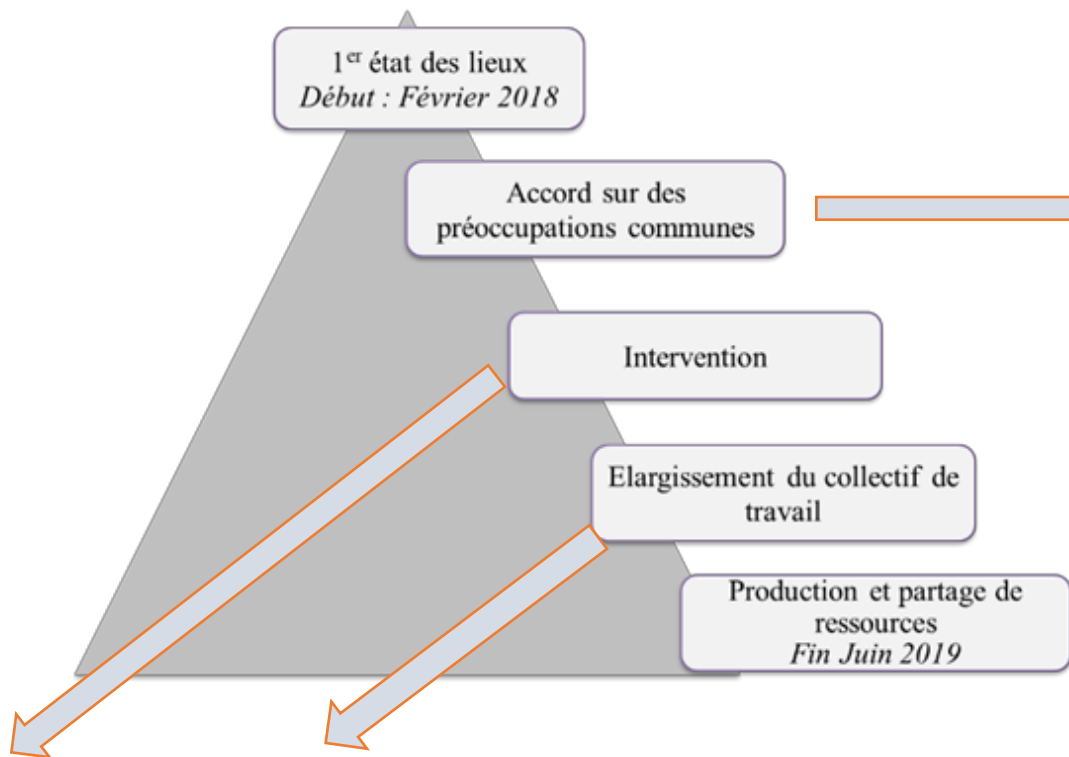 1er état des lieux
Début : Février 2018
Accord sur des
préoccupations communes
Intervention
Elargissement du collectif de
travail
Production et partage de
ressources
Fin Juin 2019